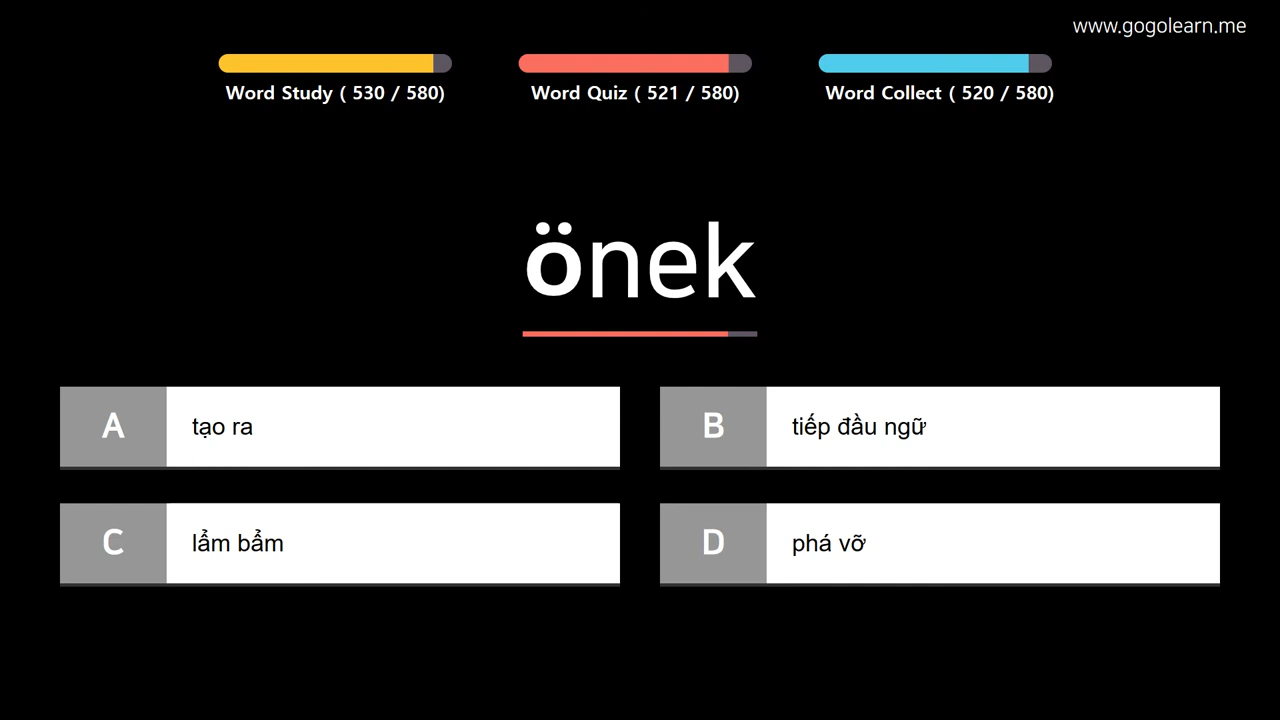 www.gogolearn.me
Word Study ( 530 / 580)
Word Quiz ( 521 / 580)
Word Collect ( 520 / 580)
önek
A tạo ra
B tiếp đầu ngữ
C lẩm bẩm
D phá vỡ